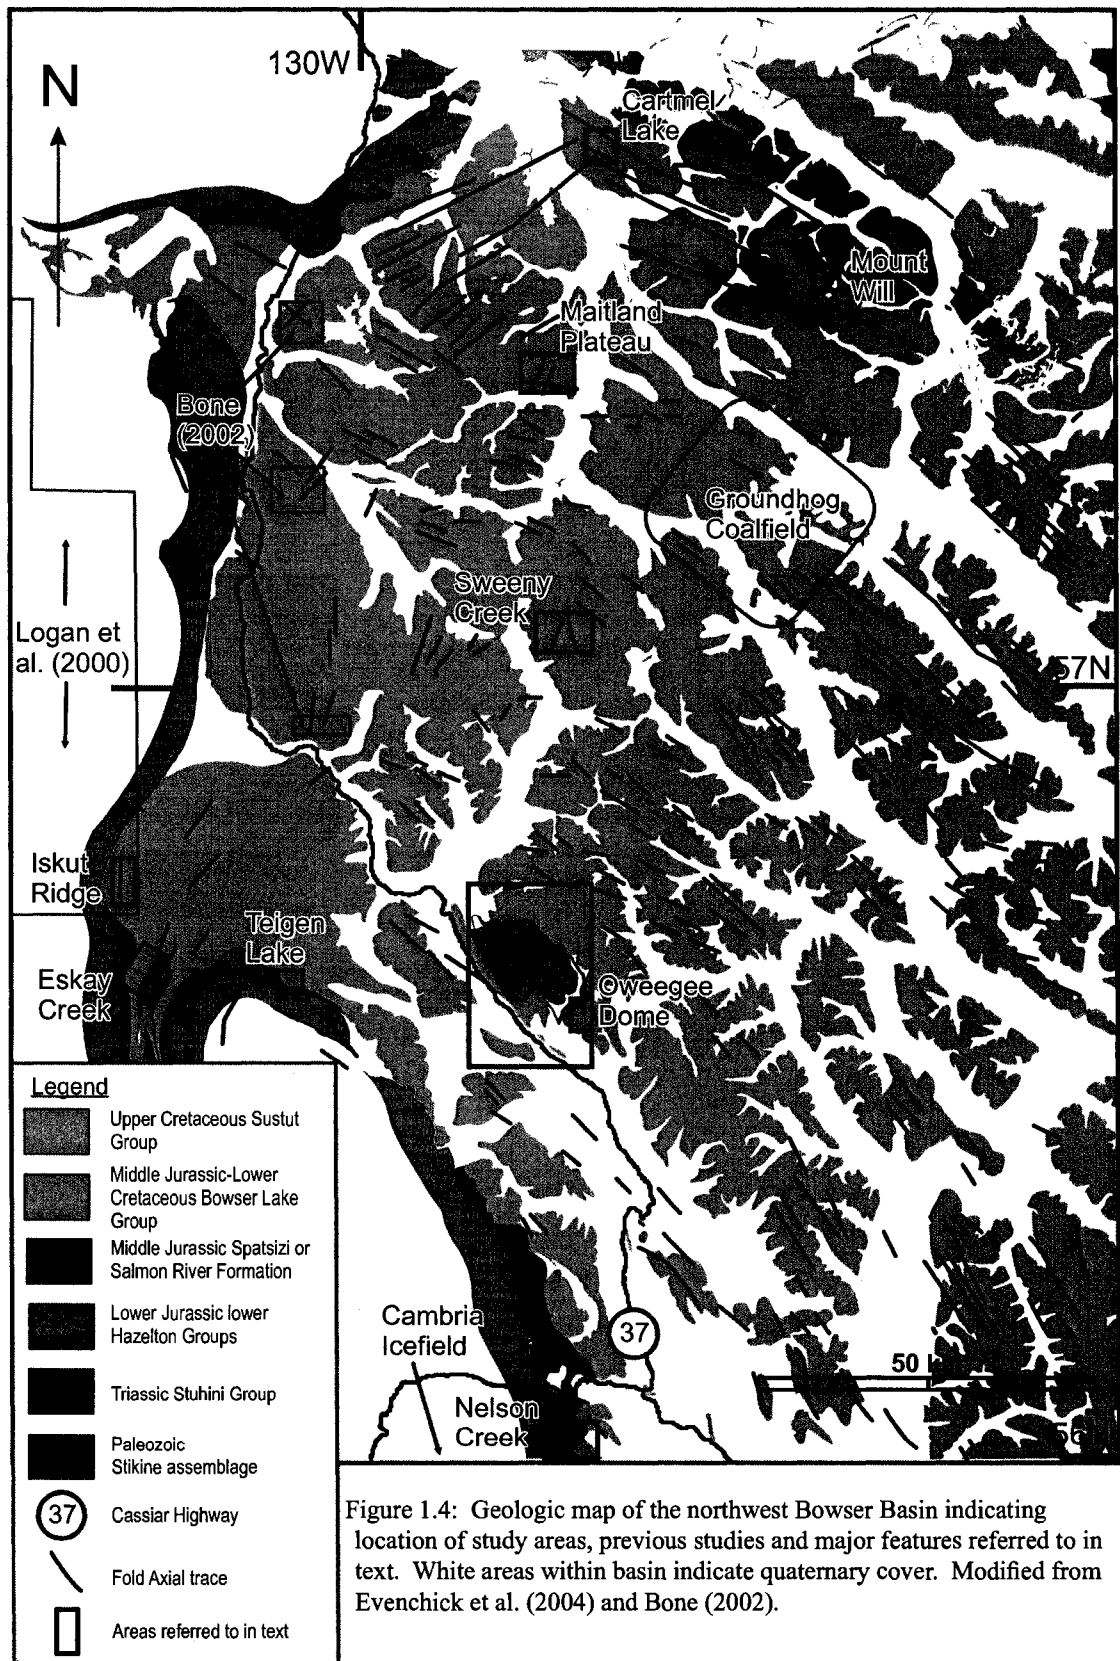 130W
N
Cartmel
Lake
Mount
Will
Maitland
Plateau
Bone
(2002)
Groundhog
Coalfield
Sweeny
Creek
Logan et
al. (2000)
57N
Iskut
Ridge
Teigen
Lake
Eskay
Creek
Oweegee
Dome
Legend
Upper Cretaceous Sustut
Group
Middle Jurassic-Lower
Cretaceous Bowser Lake
Group
Middle Jurassic Spatsizi or
Salmon River Formation
Lower Jurassic lower
Hazelton Groups
Triassic Stuhini Group
Paleozoic
Stikine assemblage
37
Cassiar Highway
Fold Axial trace
Areas referred to in text
Cambria
Icefield
37
50
Nelson
Creek
Figure 1.4: Geologic map of the northwest Bowser Basin indicating
location of study areas, previous studies and major features referred to in
text. White areas within basin indicate quaternary cover. Modified from
Evenchick et al. (2004) and Bone (2002).